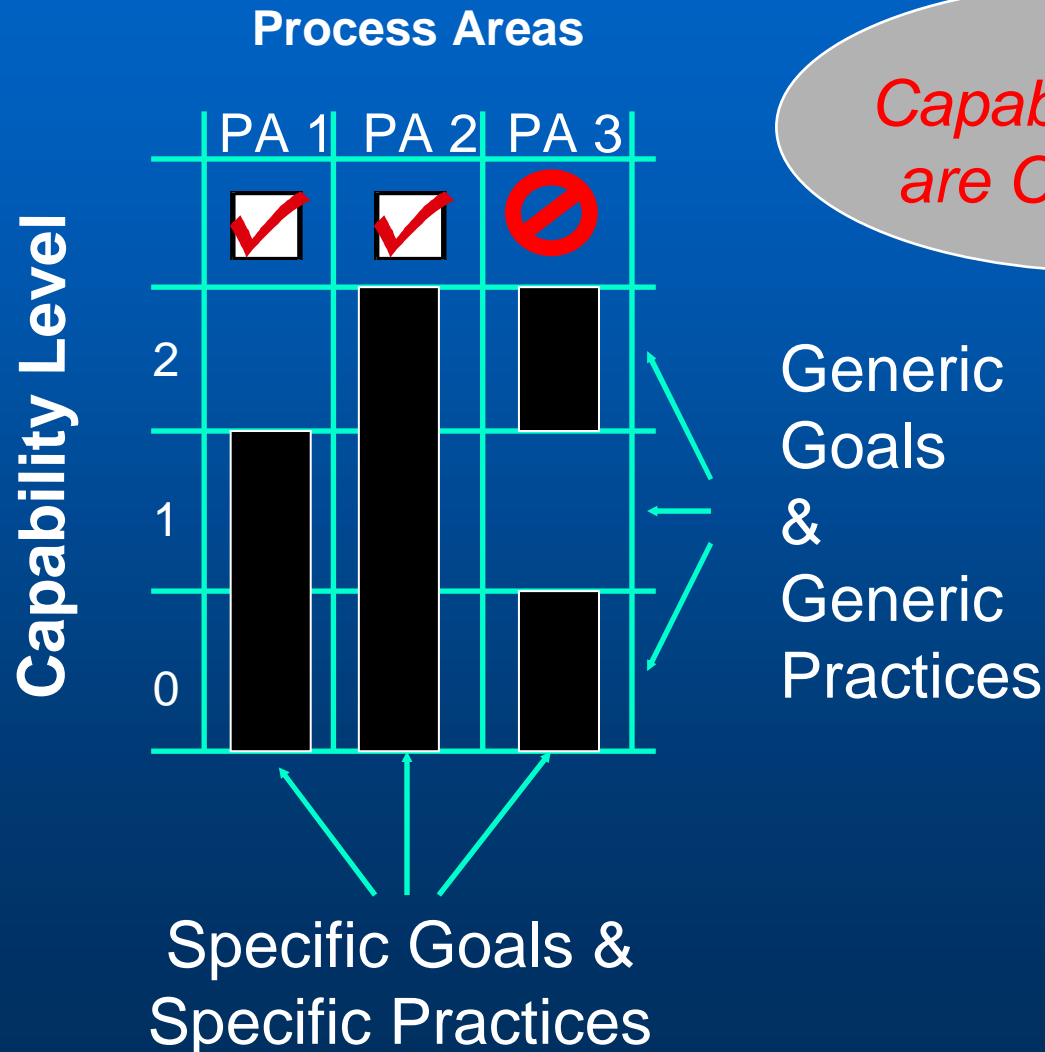 Process Areas
PA 1 PA 2 PA 3
are
Capability Level
2
1
0
Generic
Goals
&
Generic
Practices
Specific Goals &
Specific Practices